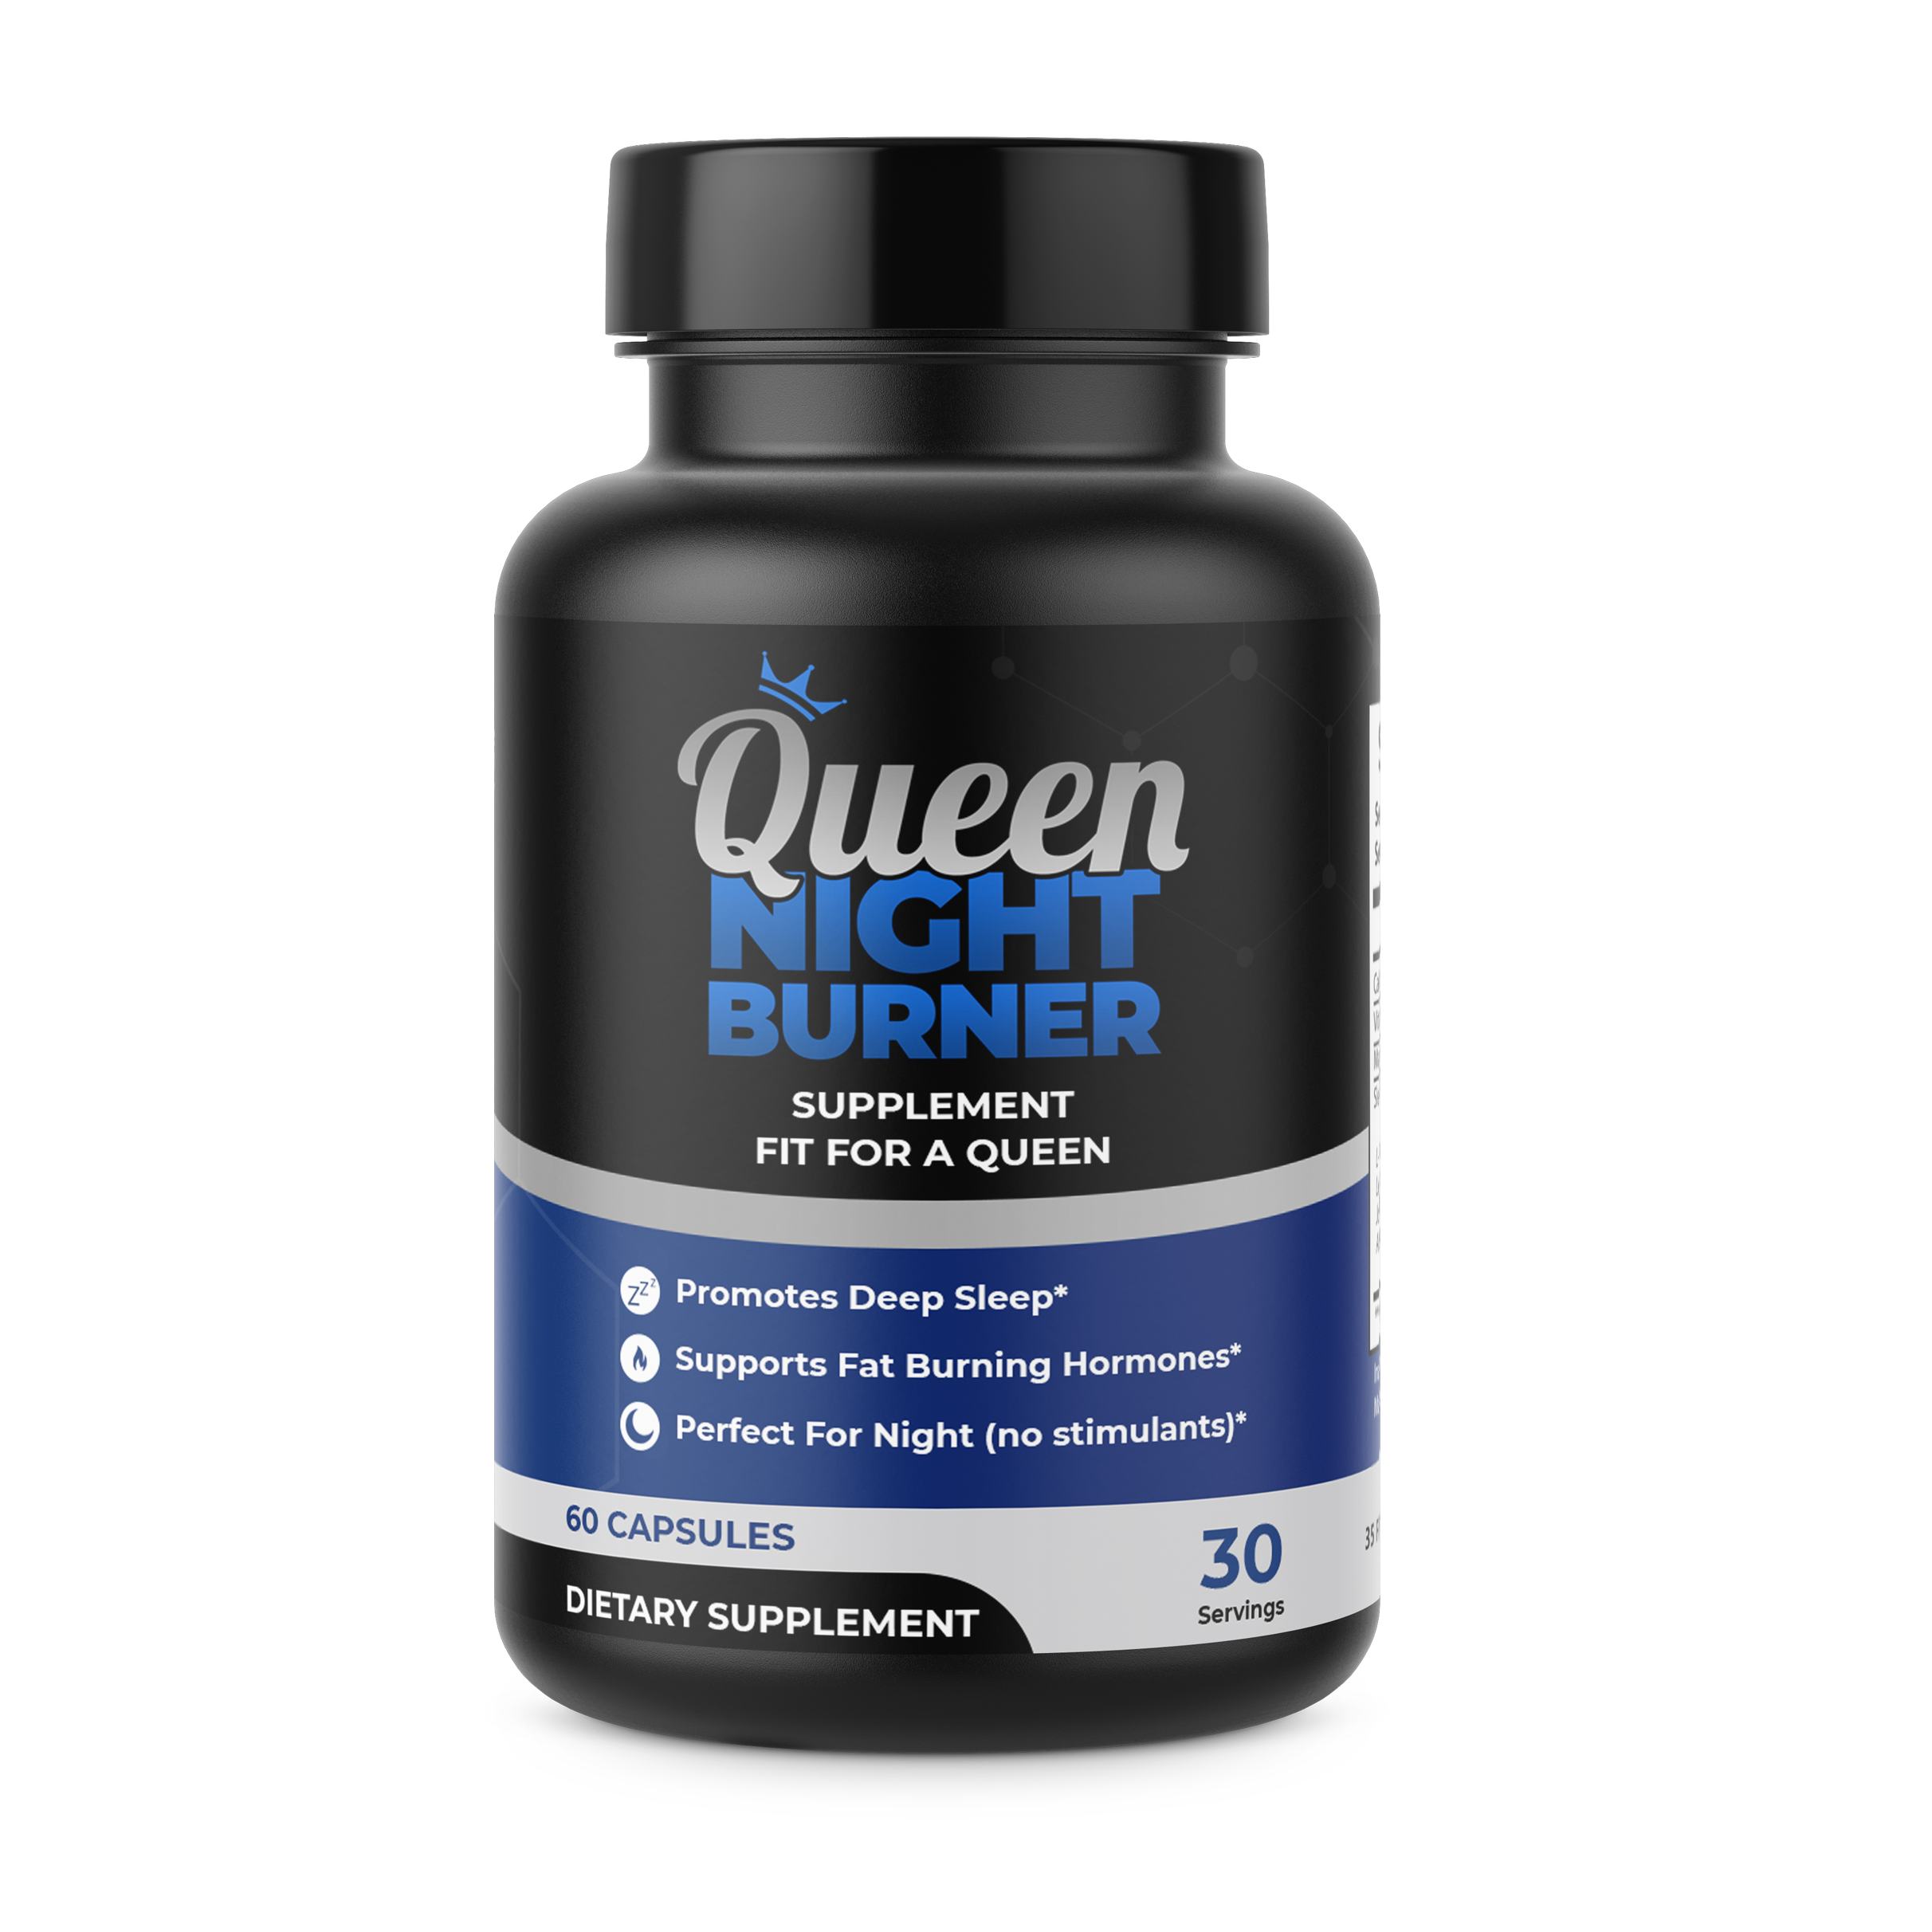 Queen
NIGHT
BURNER
SUPPLEMENT
FIT FOR A QUEEN
Promotes Deep Sleep*
Supports Fat Burning Hormones*
Perfect For Night (no stimulants)*
60 CAPSULES
DIETARY SUPPLEMENT
30
Servings